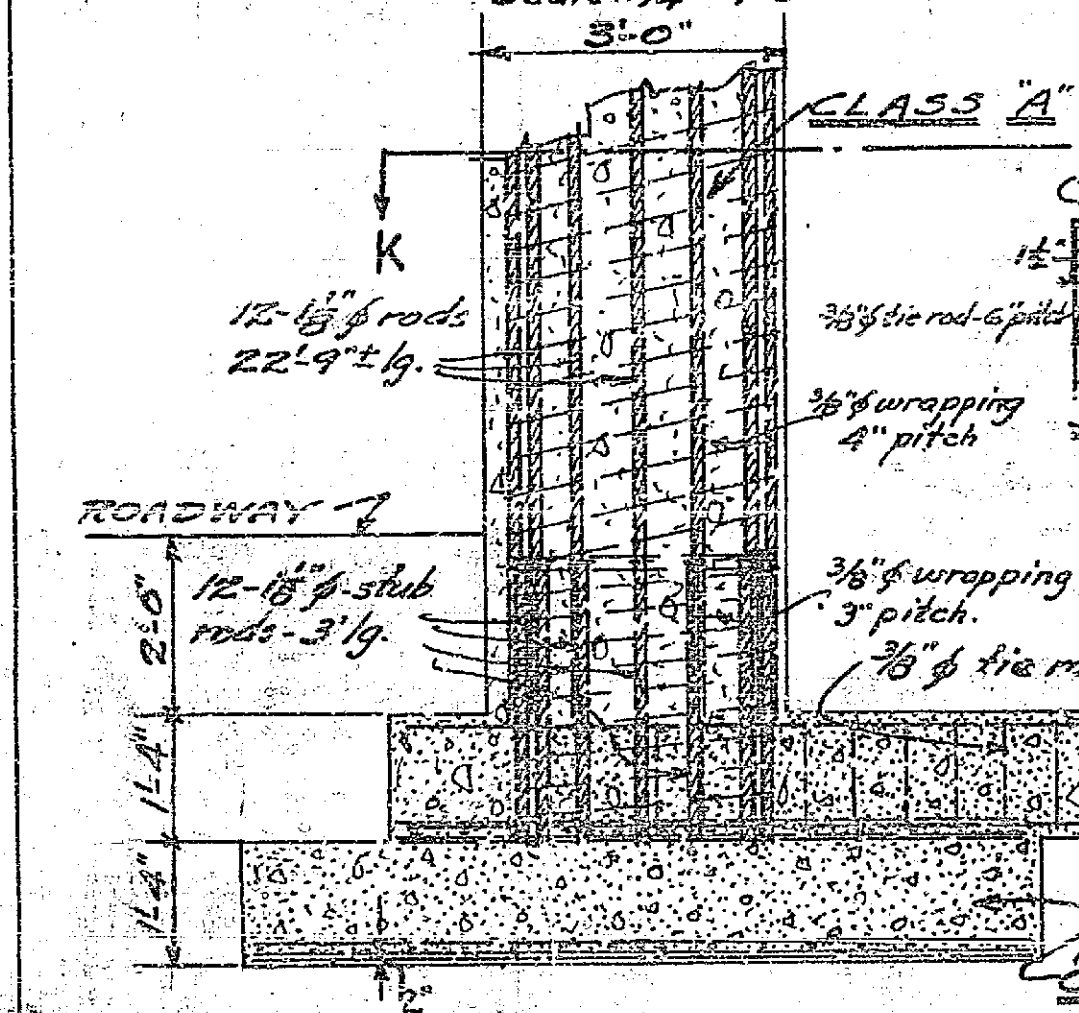 3'-0"
CLASS "A"
K
12-1⅛"φ rods
22'-9"± lg.
⅜"φ tie rod-6"pitch
⅜"φ wrapping
4" pitch
ROADWAY
2'-0"
12-1⅛"φ-stub
rods-3' lg.
⅜"φ wrapping
3" pitch.
⅜"φ tie
1'-4"
1'-4"
2"